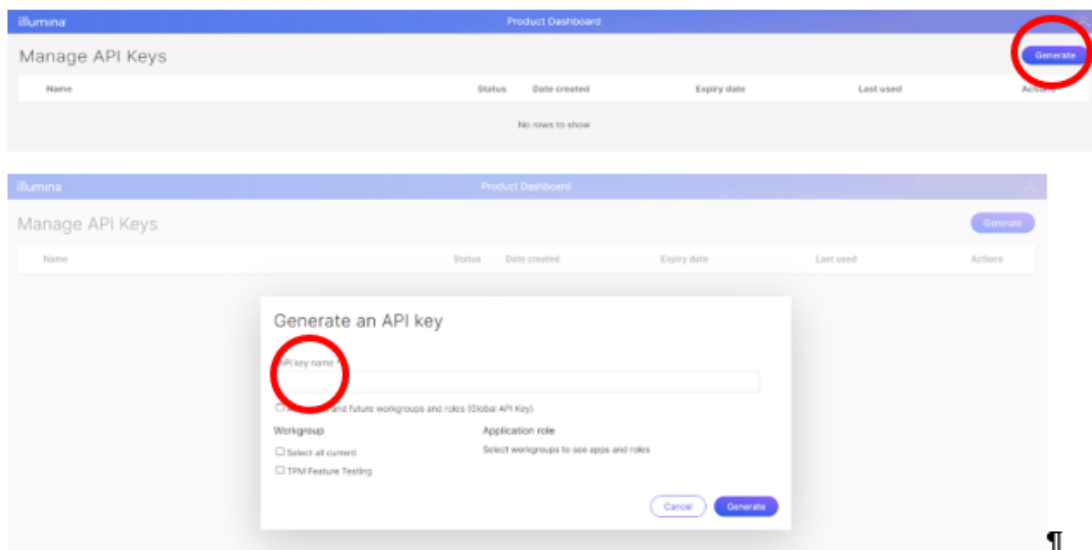 illumina
Product Dashboard
Manage API Keys
Generate
Name Status Date created Expiry date Last used Actions
No rows to show
illumina
Product Dashboard
Manage API Keys
Generate
Name Status Date created Expiry date Last used Actions
Generate an API key
API key name *
and future workgroups and roles (Global API Key)
Workgroup Application role
Select all current Select workgroups to see apps and roles
TPM Feature Testing
Cancel Generate
¶